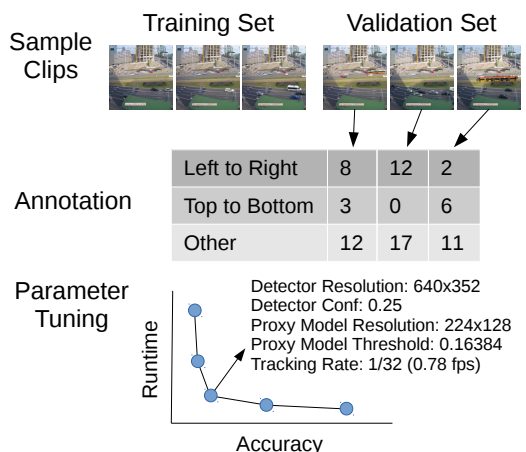 Training Set
Validation Set
Sample
Clips
Left to Right 8 12 2
Top to Bottom 3 0 6
Other 12 17 11
Annotation
Parameter
Tuning
Detector Resolution: 640x352
Detector Conf: 0.25
Proxy Model Resolution: 224x128
Proxy Model Threshold: 0.16384
Tracking Rate: 1/32 (0.78 fps)
Runtime
Accuracy